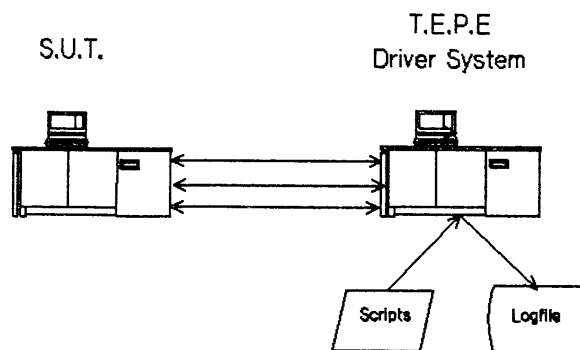 S.U.T.
T.E.P.E
Driver System
Scripts
Logfile